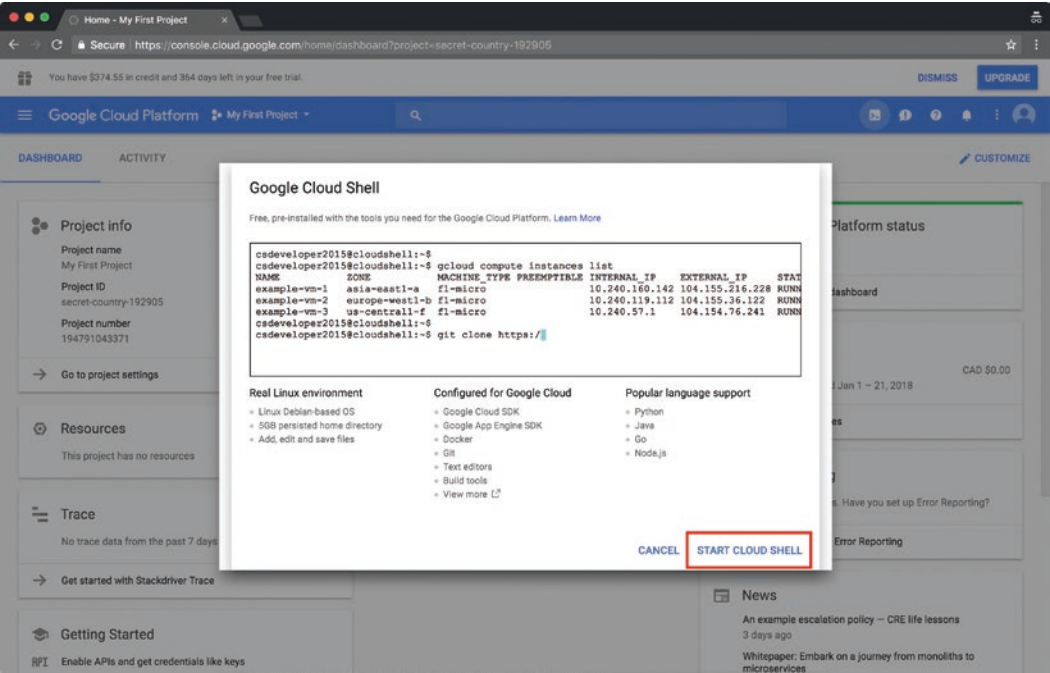 Home - My First Project ×
Secure | https://console.cloud.google.com/home/dashboard?project=secret-country-192905
You have $374.55 in credit and 364 days left in your free trial.
DISMISS
UPGRADE
Google Cloud Platform
My First Project
DASHBOARD
ACTIVITY
CUSTOMIZE
Project info
Project name
My First Project
Project ID
secret-country-192905
Project number
194791043371
Go to project settings
Resources
This project has no resources
Trace
No trace data from the past 7 days
Get started with Stackdriver Trace
Getting Started
API Enable APIs and get credentials like keys
Google Cloud Shell
Free, pre-installed with the tools you need for the Google Cloud Platform. Learn More
csdeveloper2015@cloudshell:~$
csdeveloper2015@cloudshell:~$ gcloud compute instances list
NAME ZONE MACHINE_TYPE PREEMPTIBLE INTERNAL_IP EXTERNAL_IP STAT
example-vm-1 asia-east1-a f1-micro 10.240.160.142 104.155.216.228 RUNN
example-vm-2 europe-west1-b f1-micro 10.240.119.112 104.155.36.122 RUNN
example-vm-3 us-central1-f f1-micro 10.240.57.1 104.154.76.241 RUNN
csdeveloper2015@cloudshell:~$
csdeveloper2015@cloudshell:~$ git clone https:/
Real Linux environment
Linux Debian-based OS
5GB persisted home directory
Add, edit and save files
Configured for Google Cloud
Google Cloud SDK
Google App Engine SDK
Docker
Git
Text editors
Build tools
View more
Popular language support
Python
Java
Go
Node.js
CANCEL
START CLOUD SHELL
Platform status
dashboard
CAD $0.00
d Jan 1 – 21, 2018
es
g
s. Have you set up Error Reporting?
Error Reporting
News
An example escalation policy — CRE life lessons
3 days ago
Whitepaper: Embark on a journey from monoliths to
microservices